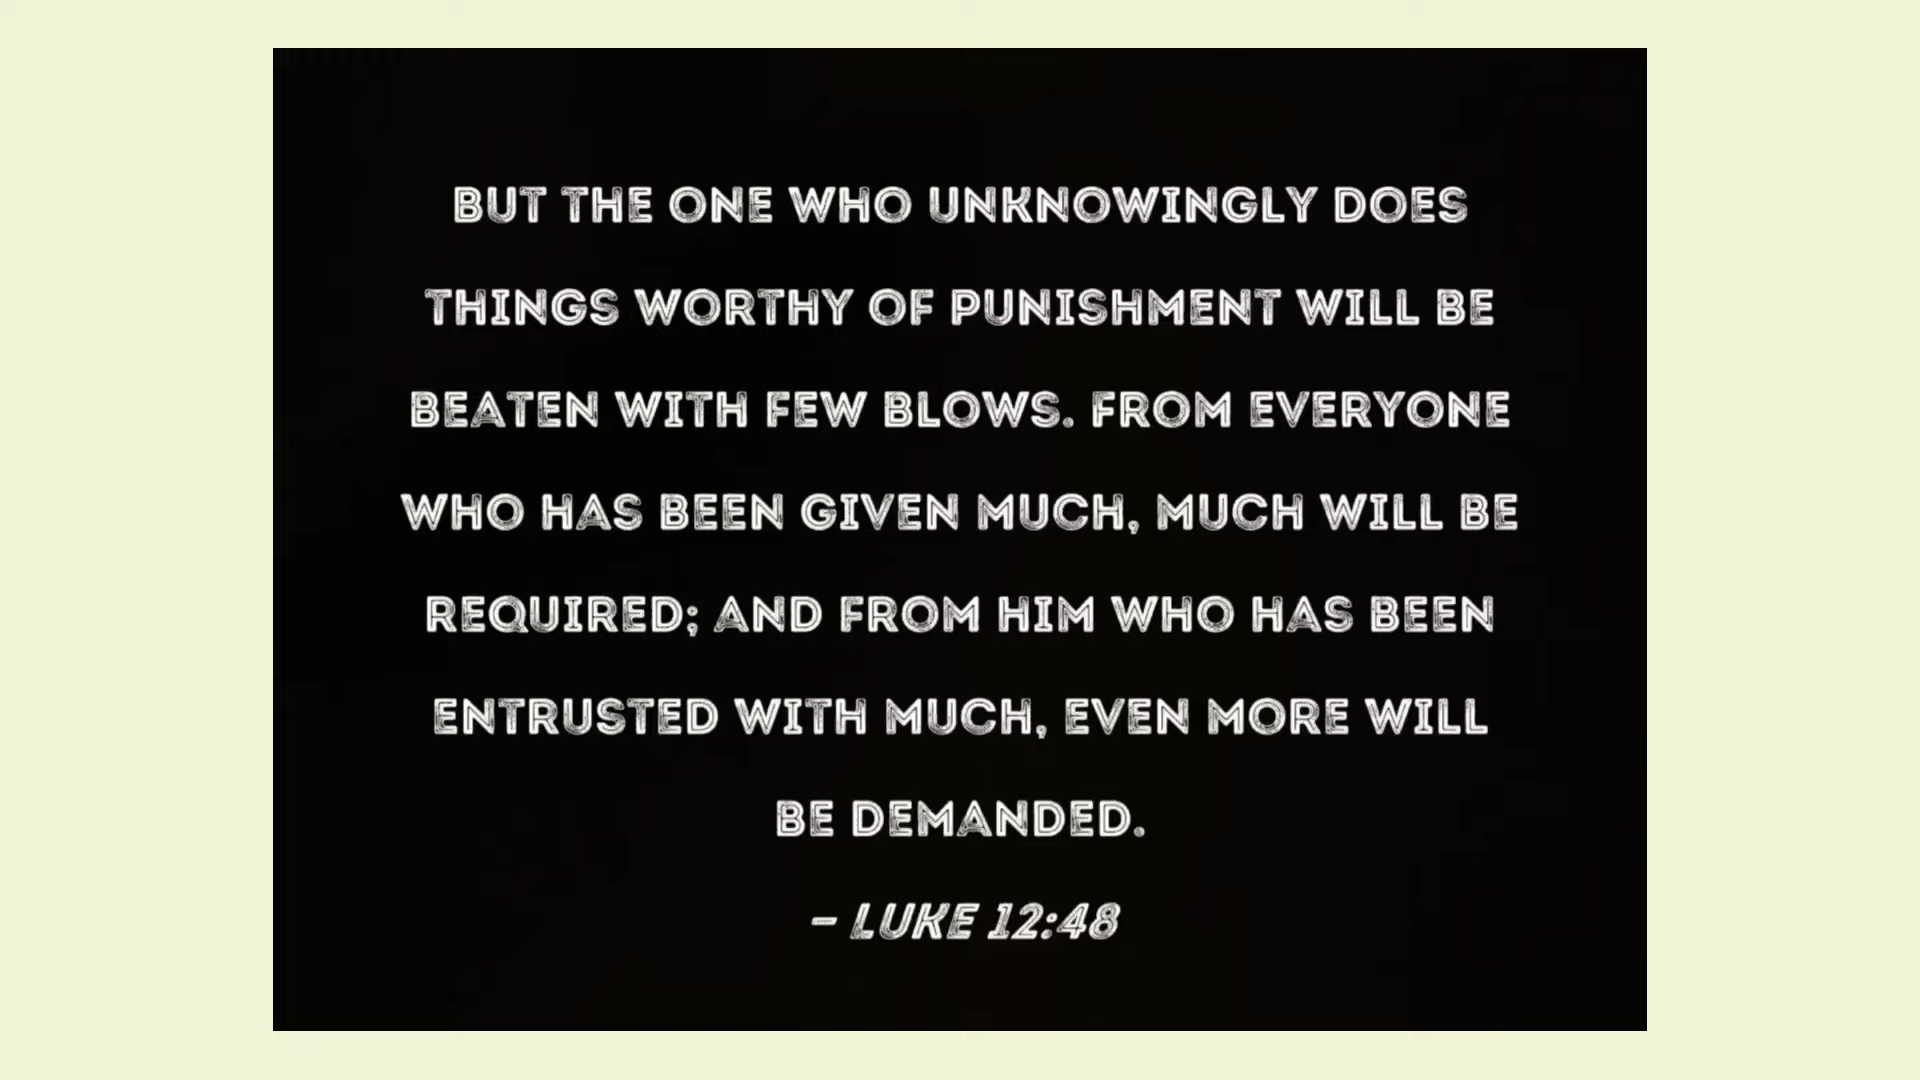 BUT THE ONE WHO UNKNOWINGLY DOES
THINGS WORTHY OF PUNISHMENT WILL BE
BEATEN WITH FEW BLOWS. FROM EVERYONE
WHO HAS BEEN GIVEN MUCH, MUCH WILL BE
REQUIRED; AND FROM HIM WHO HAS BEEN
ENTRUSTED WITH MUCH, EVEN MORE WILL
BE DEMANDED.
– LUKE 12:48